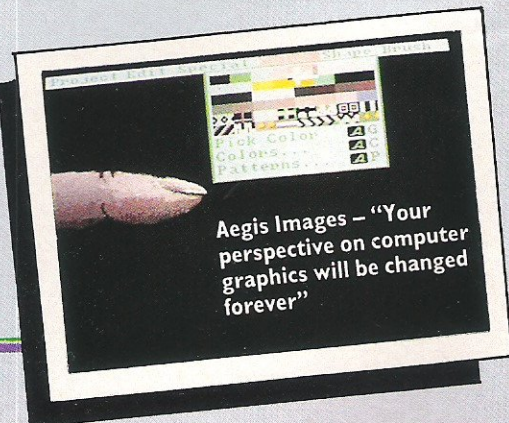 Project Edit Special Shape Brush
Pick Color A G
Colors... A C
Patterns... A P
Aegis Images – “Your
perspective on computer
graphics will be changed
forever”